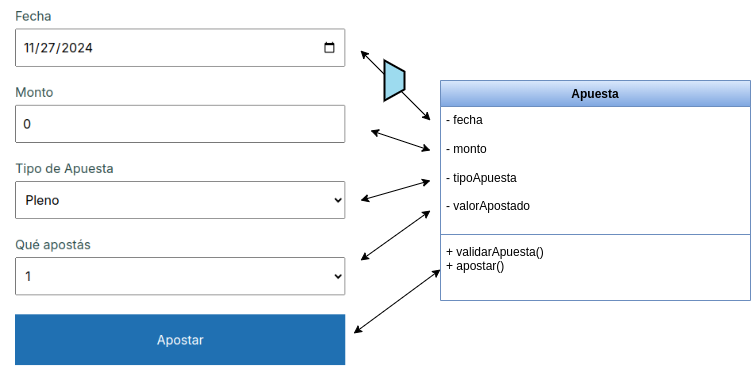 Fecha
11/27/2024
Monto
0
Tipo de Apuesta
Pleno
Qué apostás
1
Apostar
Apuesta
- fecha
- monto
- tipoApuesta
- valorApostado
+ validarApuesta()
+ apostar()